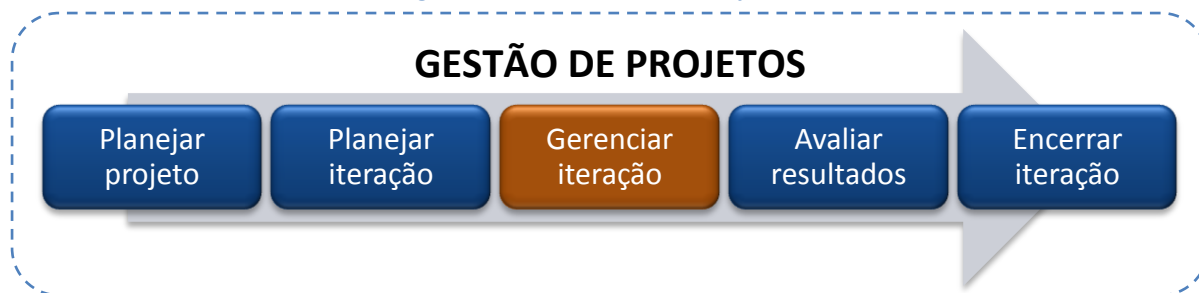 GESTÃO DE PROJETOS
Planejar
projeto
Planejar
iteração
Gerenciar
iteração
Avaliar
resultados
Encerrar
iteração